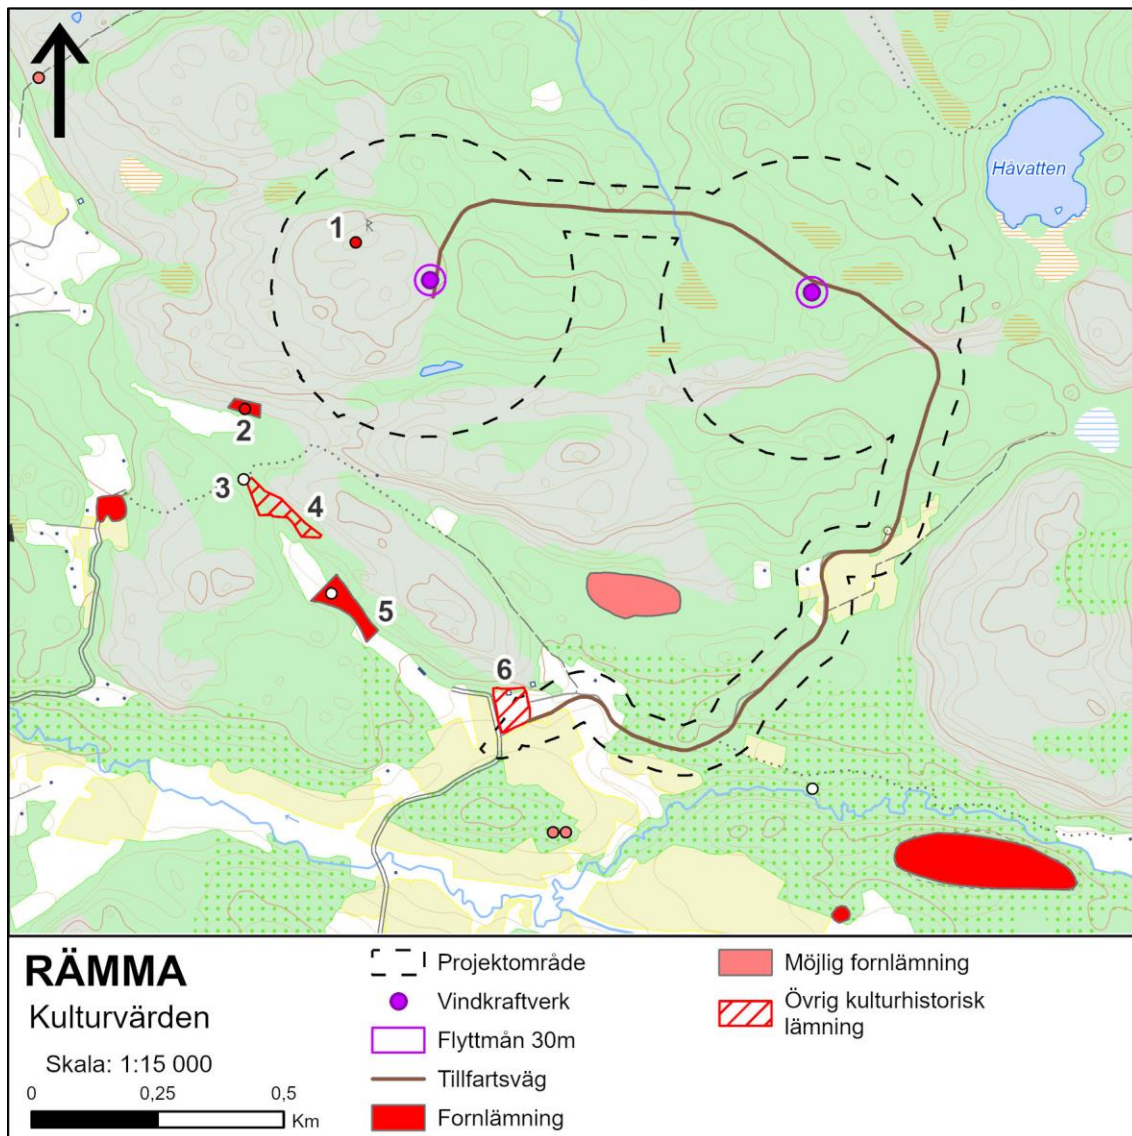 Håvatten
1
R
2
3
4
5
6
RÄMMA
Kulturvärden
Skala: 1:15 000
0 0,25 0,5
Km
Projektområde
Vindkraftverk
Flyttmån 30m
Tillfartsväg
Fornlämning
Möjlig fornlämning
Övrig kulturhistorisk
lämning